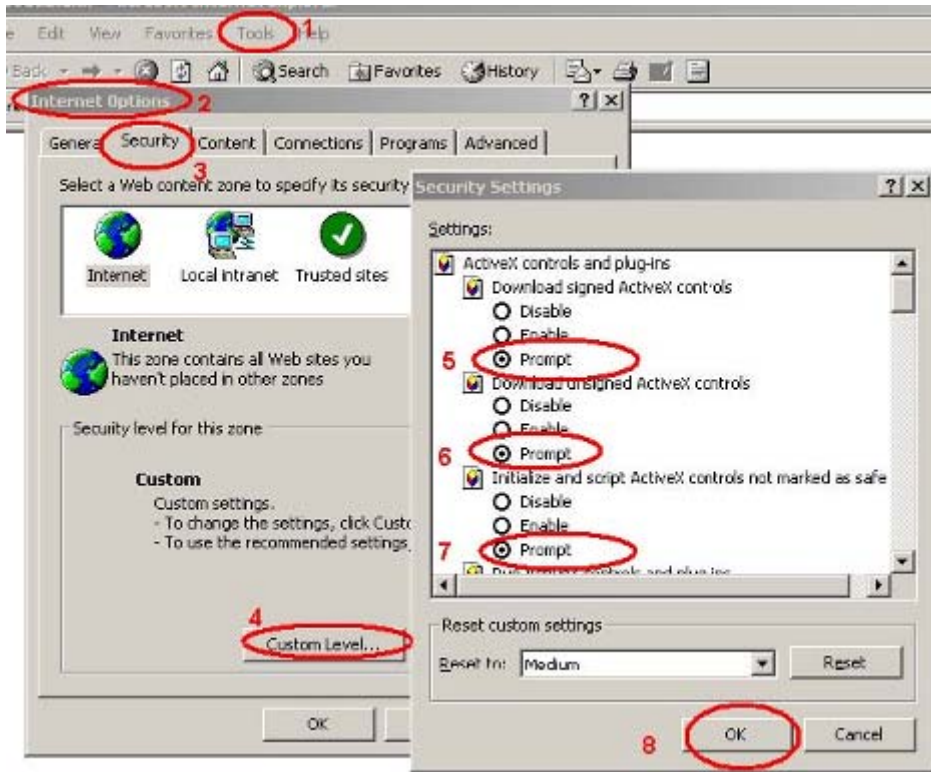 Edit View Favorites Tools Help
1
Back Search Favorites History
Internet Options
2
General Security Content Connections Programs Advanced
3
Select a Web content zone to specify its security
Internet Local intranet Trusted sites
Internet
This zone contains all Web sites you
haven't placed in other zones
Security level for this zone
Custom
Custom settings.
- To change the settings, click Custo
- To use the recommended settings,
4
Custom Level...
OK
Security Settings
Settings:
ActiveX controls and plug-ins
Download signed ActiveX controls
Disable
Enable
5
Prompt
Download unsigned ActiveX controls
Disable
Enable
6
Prompt
Initialize and script ActiveX controls not marked as safe
Disable
Enable
7
Prompt
Run ActiveX controls and plug-ins
Reset custom settings
Reset to: Medium Reset
8
OK Cancel